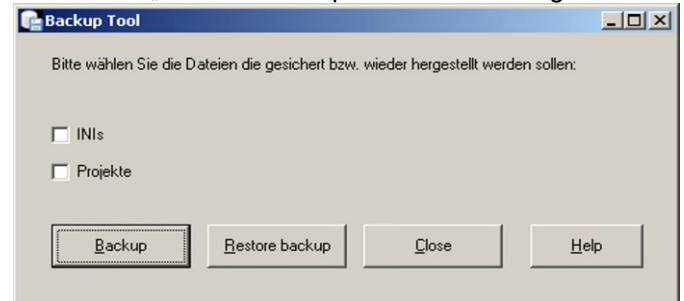 Backup Tool
Bitte wählen Sie die Dateien die gesichert bzw. wieder hergestellt werden sollen:
INIs
Projekte
Backup Restore backup Close Help